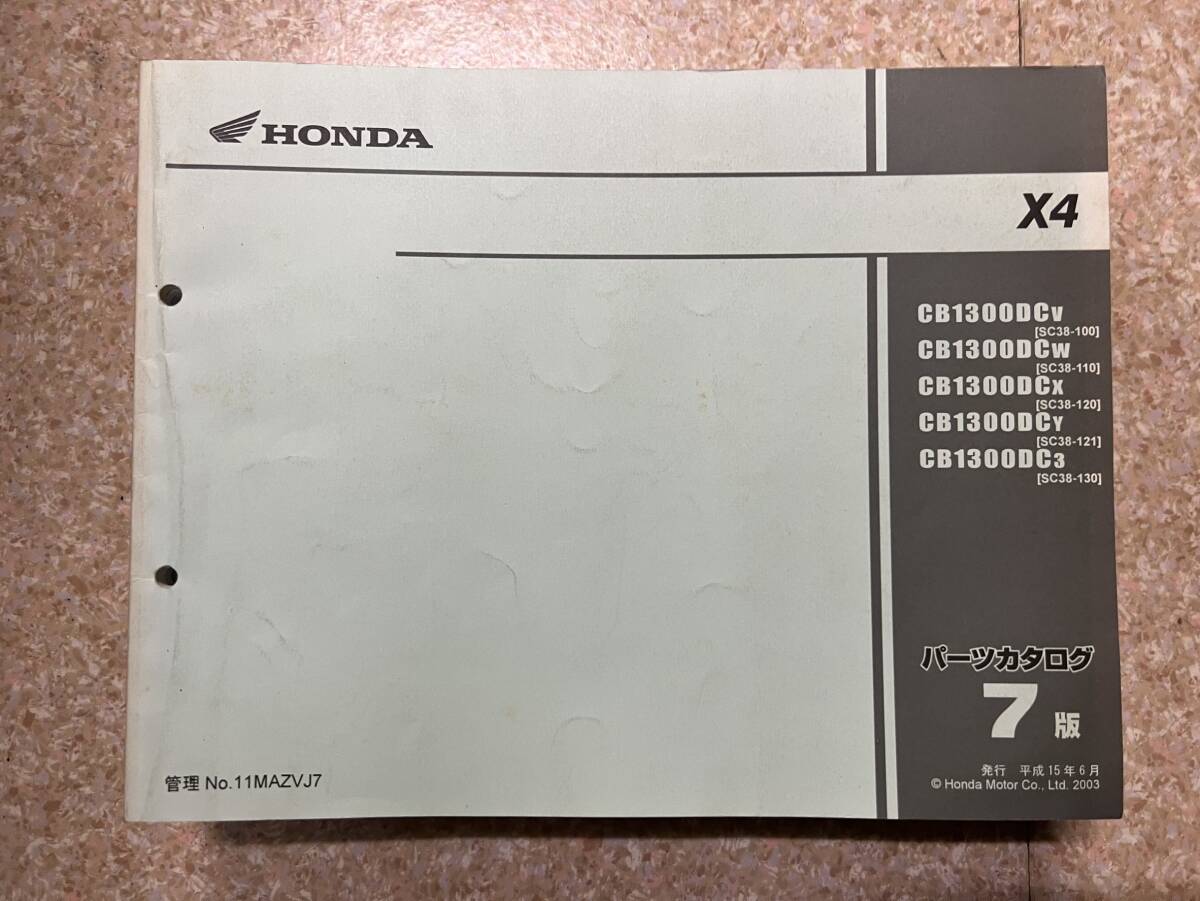 HONDA
X4
CB1300DCV
[SC38-100]
CB1300DCW
[SC38-110]
CB1300DCX
[SC38-120]
CB1300DCY
[SC38-121]
CB1300DC3
[SC38-130]
パーツカタログ
7版
管理 No.11MAZVJ7
発行 平成15年6月
© Honda Motor Co., Ltd. 2003